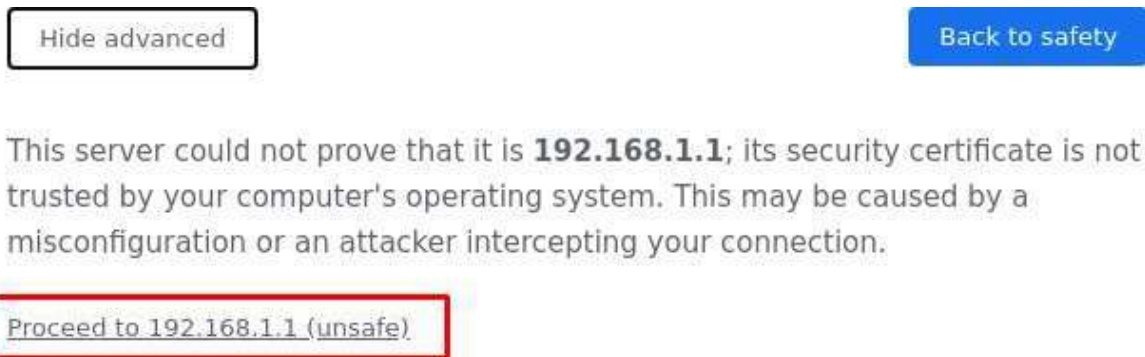 Hide advanced
Back to safety
This server could not prove that it is 192.168.1.1; its security certificate is not
trusted by your computer's operating system. This may be caused by a
misconfiguration or an attacker intercepting your connection.
Proceed to 192.168.1.1 (unsafe)